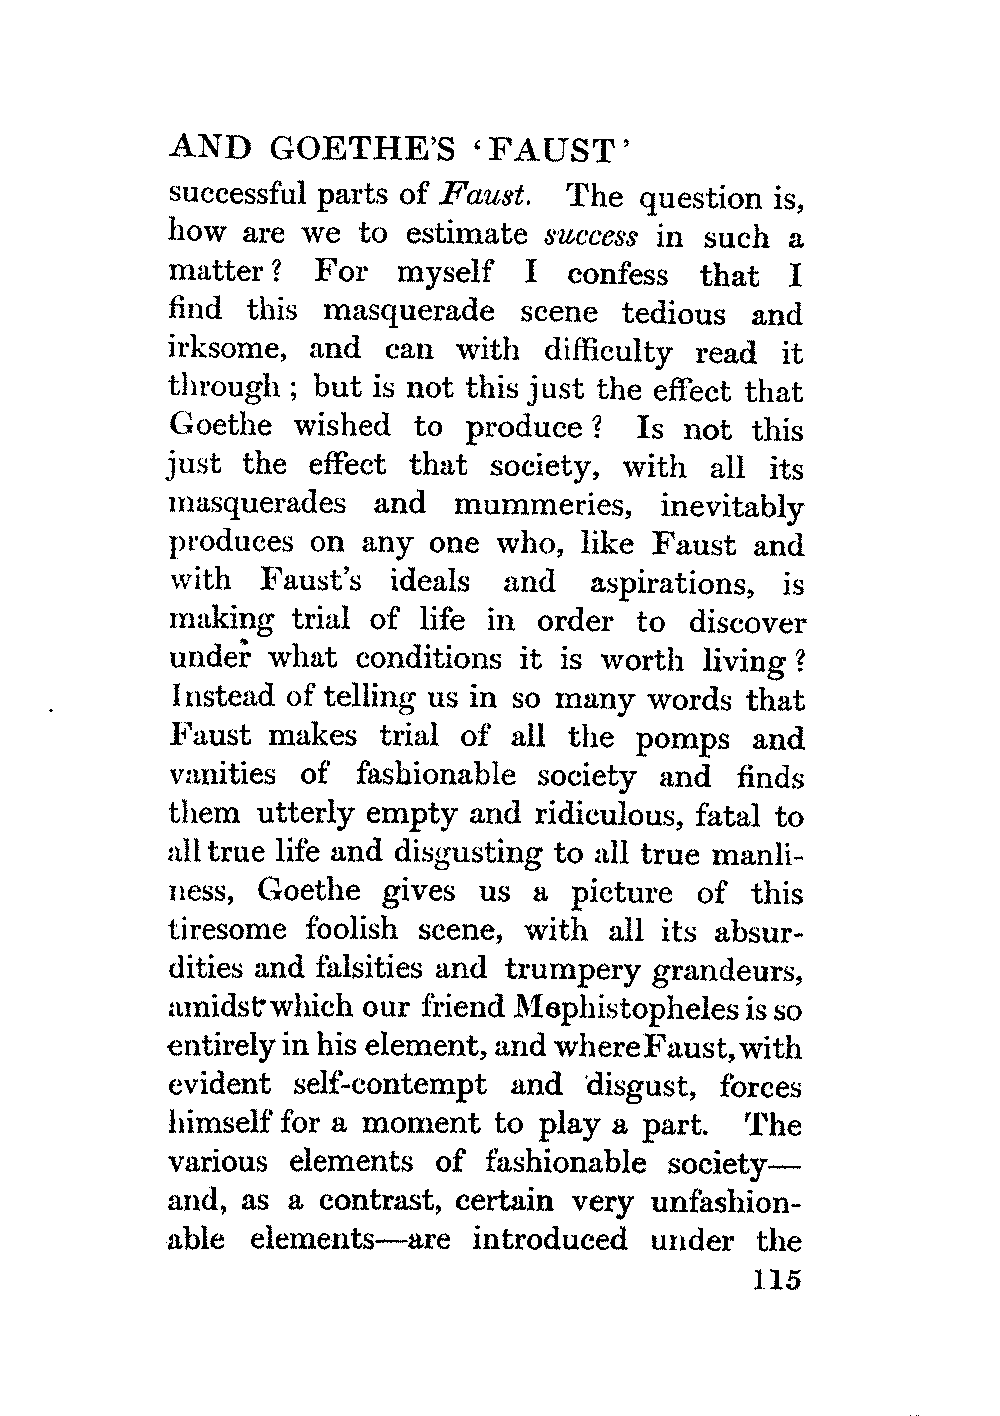 AND GOETHE'S ‘FAUST’
successful parts of Faust. The question is,
how are we to estimate success in such a
matter? For myself I confess that I
find this masquerade scene tedious and
irksome, and can with difficulty read it
through; but is not this just the effect that
Goethe wished to produce? Is not this
just the effect that society, with all its
masquerades and mummeries, inevitably
produces on any one who, like Faust and
with Faust's ideals and aspirations, is
making trial of life in order to discover
under what conditions it is worth living?
Instead of telling us in so many words that
Faust makes trial of all the pomps and
vanities of fashionable society and finds
them utterly empty and ridiculous, fatal to
all true life and disgusting to all true manli-
ness, Goethe gives us a picture of this
tiresome foolish scene, with all its absur-
dities and falsities and trumpery grandeurs,
amidst which our friend Mephistopheles is so
entirely in his element, and where Faust, with
evident self-contempt and disgust, forces
himself for a moment to play a part. The
various elements of fashionable society—
and, as a contrast, certain very unfashion-
able elements—are introduced under the
115